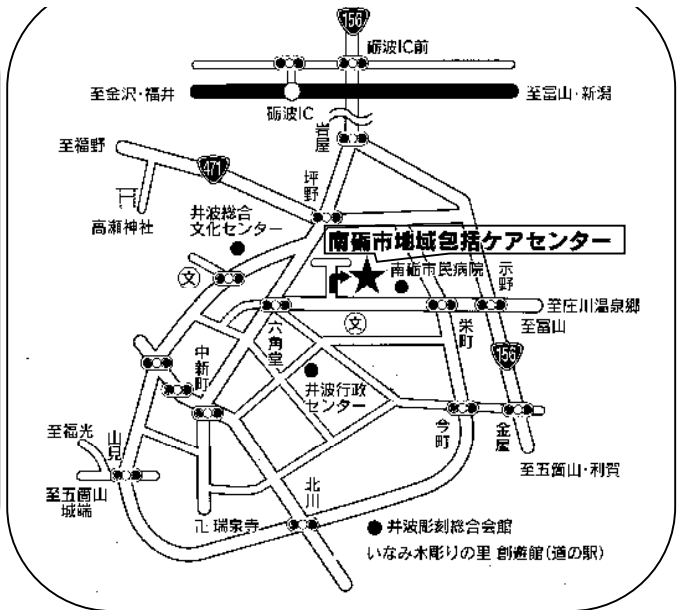 156
砺波IC前
至金沢・福井
至富山・新潟
砺波IC
岩屋
至福野
471
坪野
高瀬神社
井波総合
文化センター
南砺市地域包括ケアセンター
南砺市民病院
示野
文
至庄川温泉郷
至富山
六角堂
文
栄町
156
中新町
井波行政
センター
今町
金屋
至福光
山見
至五箇山・利賀
至五箇山
城端
北川
卍 瑞泉寺
井波彫刻総合会館
いなみ木彫りの里 創遊館(道の駅)